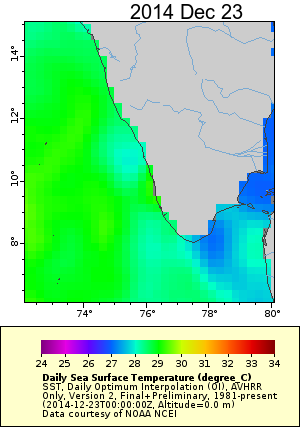 2014 Dec 23
14°
12°
10°
8°
74° 76° 78° 80°
24 25 26 27 28 29 30 31 32 33 34
Daily Sea Surface Temperature (degree_C)
SST, Daily Optimum Interpolation (OI), AVHRR
Only, Version 2, Final+Preliminary, 1981-present
(2014-12-23T00:00:00Z, Altitude=0.0 m)
Data courtesy of NOAA NCEI